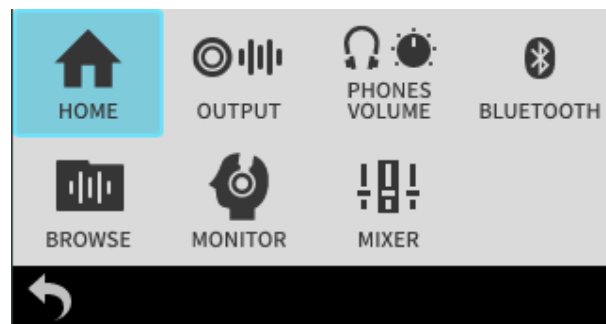 HOME
OUTPUT
PHONES
VOLUME
BLUETOOTH
BROWSE
MONITOR
MIXER